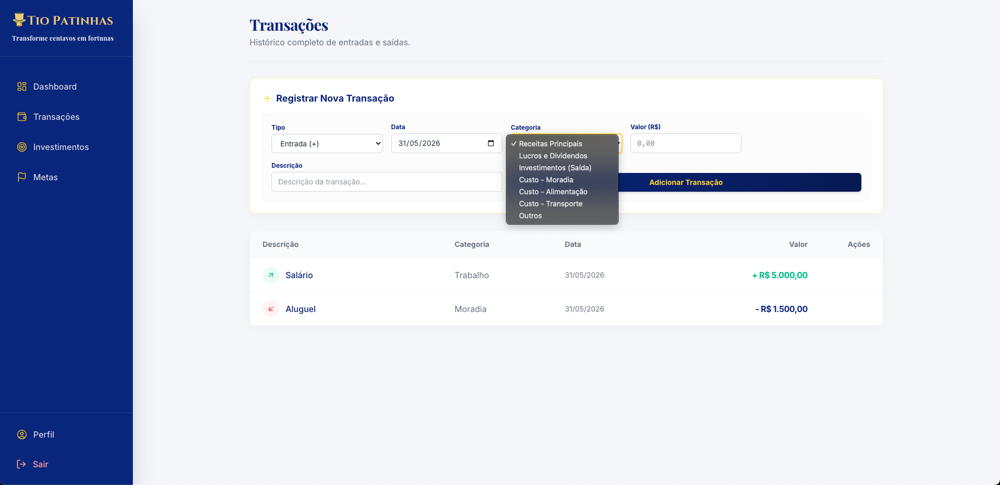 TIO PATINHAS
Transforme centavos em fortunas
Dashboard
Transações
Investimentos
Metas
Perfil
Sair
Transações
Histórico completo de entradas e saídas.
+ Registrar Nova Transação
Tipo
Entrada (+)
Data
31/05/2026
Categoria
✓ Receitas Principais
Lucros e Dividendos
Investimentos (Saída)
Custo - Moradia
Custo - Alimentação
Custo - Transporte
Outros
Valor (R$)
0,00
Descrição
Descrição da transação...
Adicionar Transação
Descrição Categoria Data Valor Ações
Salário Trabalho 31/05/2026 + R$ 5.000,00
Aluguel Moradia 31/05/2026 - R$ 1.500,00